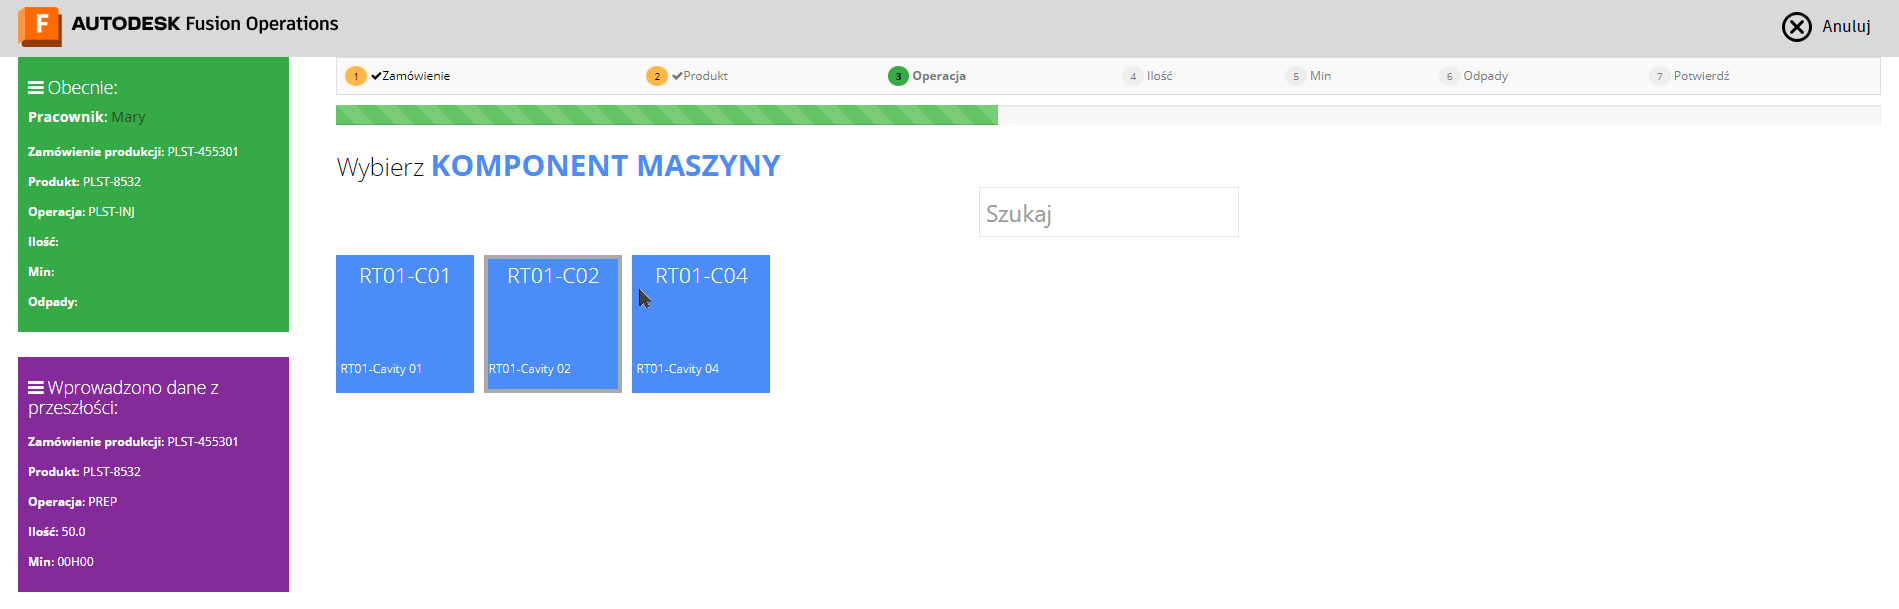 F AUTODESK Fusion Operations
Anuluj
Obecnie:
Pracownik: Mary
Zamówienie produkcji: PLST-455301
Produkt: PLST-8532
Operacja: PLST-INJ
Ilość:
Min:
Odpady:
Wprowadzono dane z
przeszłości:
Zamówienie produkcji: PLST-455301
Produkt: PLST-8532
Operacja: PREP
Ilość: 50.0
Min: 00H00
1 Zamówienie 2 Produkt 3 Operacja 4 Ilość 5 Min 6 Odpady 7 Potwierdź
Wybierz KOMPONENT MASZYNY
Szukaj
RT01-C01
RT01-Cavity 01
RT01-C02
RT01-Cavity 02
RT01-C04
RT01-Cavity 04